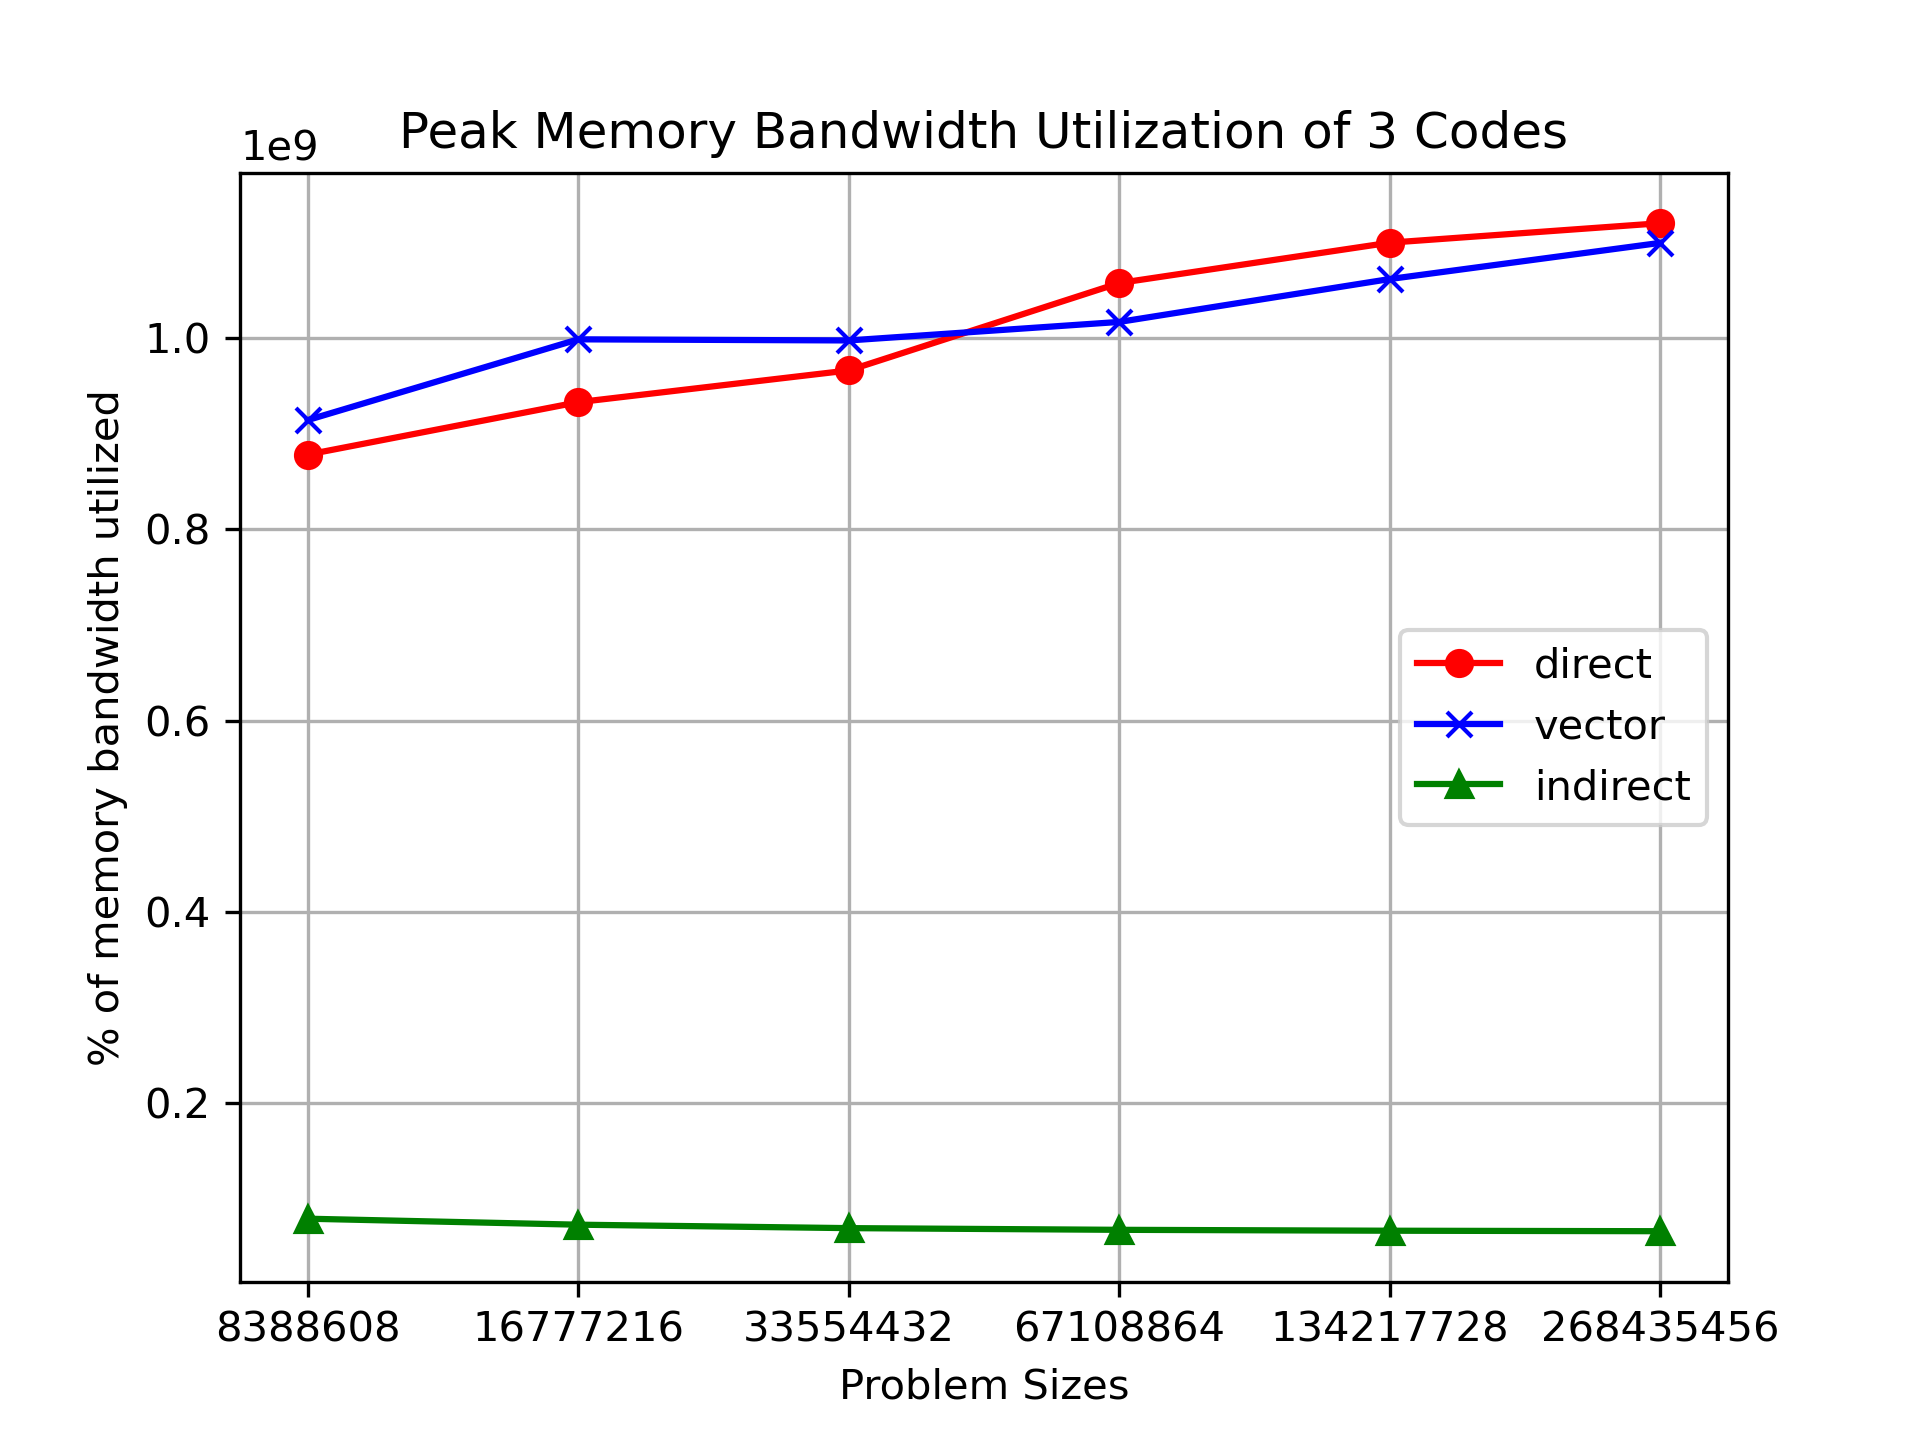 Peak Memory Bandwidth Utilization of 3 Codes
1e9
1.0
0.8
0.6
0.4
0.2
% of memory bandwidth utilized
direct
vector
indirect
8388608 16777216 33554432 67108864 134217728 268435456
Problem Sizes